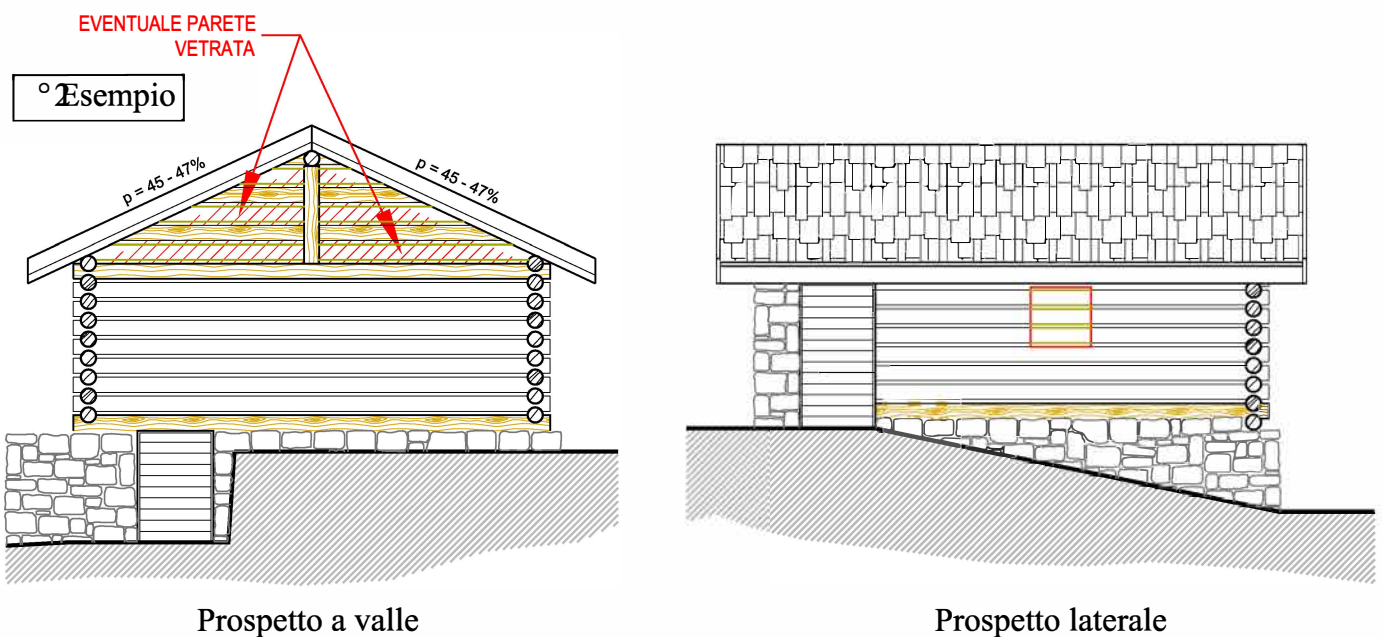 EVENTUALE PARETE
VETRATA
°2Esempio
p = 45 - 47%
p = 45 - 47%
Prospetto a valle
Prospetto laterale